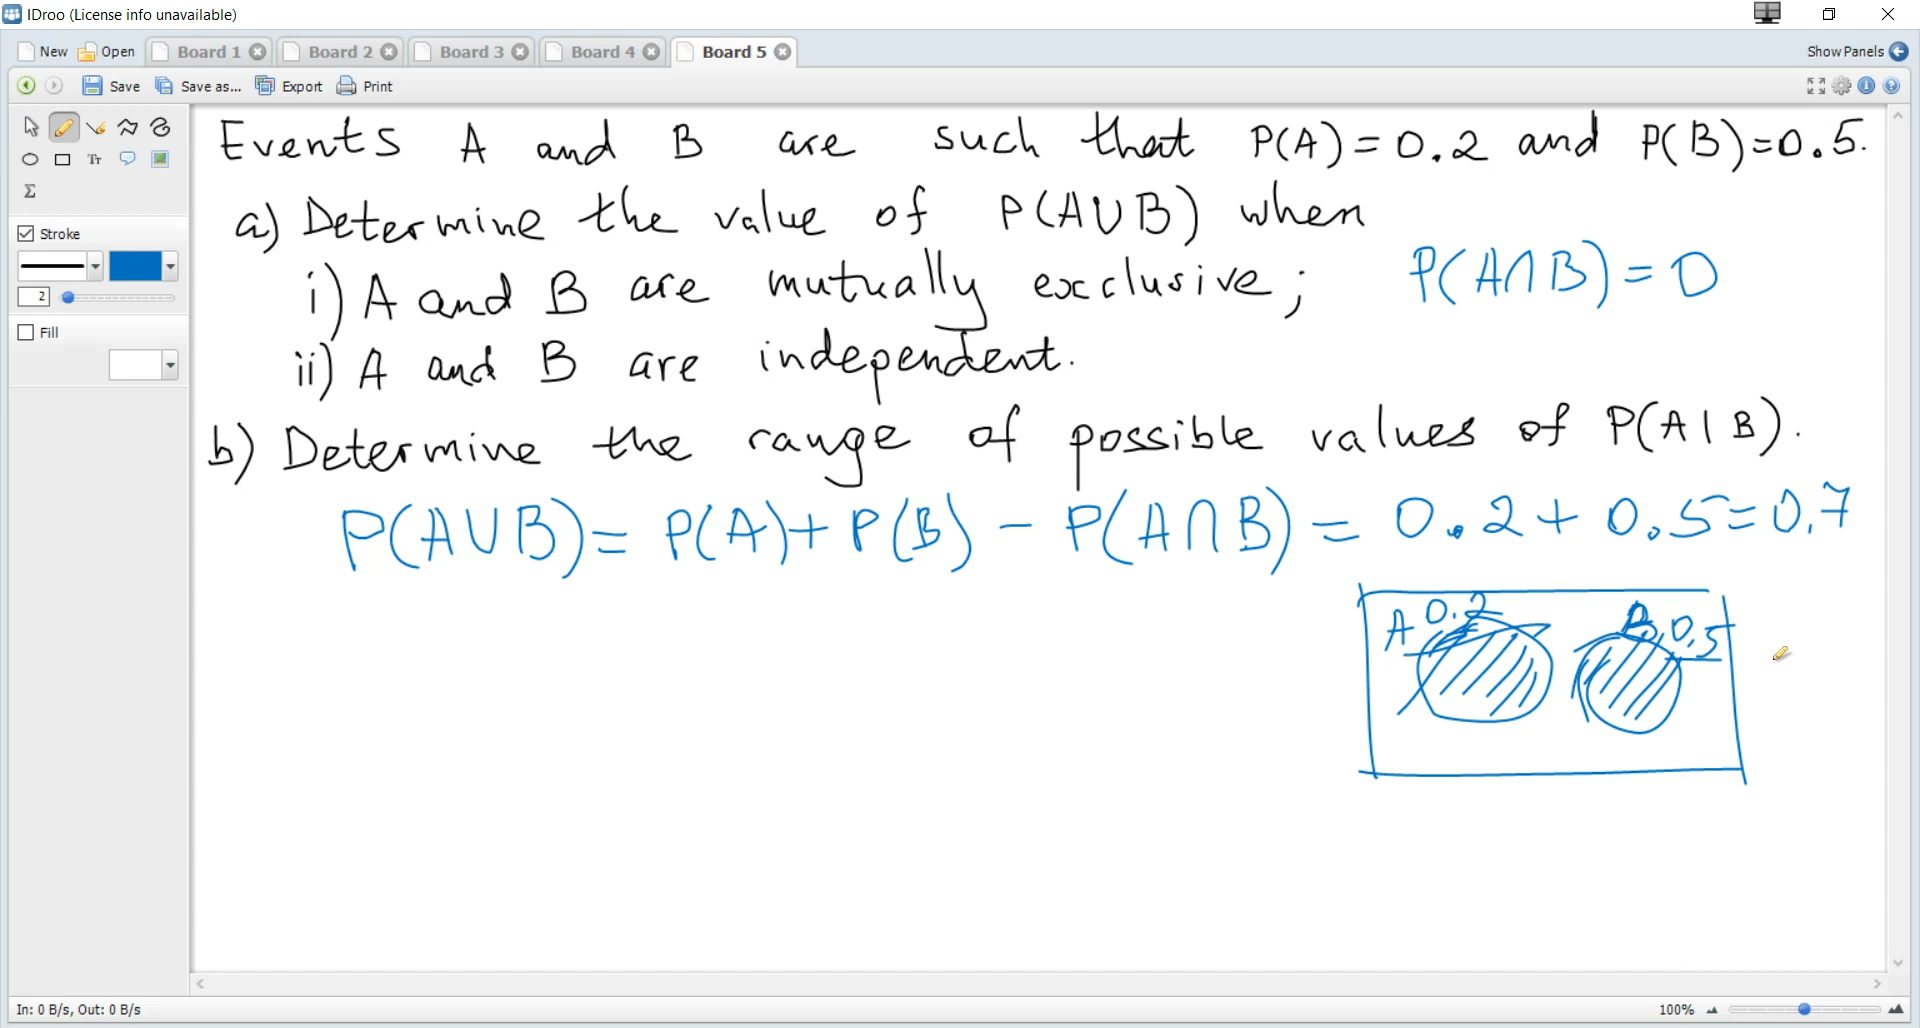 IDroo (License info unavailable)
New Open Board 1 Board 2 Board 3 Board 4 Board 5 Show Panels
Save Save as... Export Print
Events A and B are such that P(A)=0.2 and P(B)=0.5.
a) Determine the value of P(A∪B) when
i) A and B are mutually exclusive; P(A∩B)=0
ii) A and B are independent.
b) Determine the range of possible values of P(A|B).
P(A∪B)= P(A)+P(B) - P(A∩B) = 0.2+0.5=0.7
A 0.2 B 0.5
Tr
Σ
Stroke
2
Fill
In: 0 B/s, Out: 0 B/s 100%